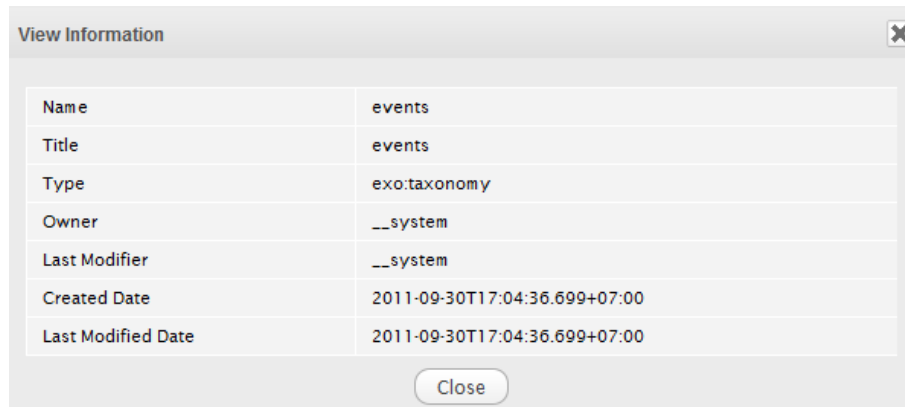 View Information
Name events
Title events
Type exo:taxonomy
Owner __system
Last Modifier __system
Created Date 2011-09-30T17:04:36.699+07:00
Last Modified Date 2011-09-30T17:04:36.699+07:00
Close